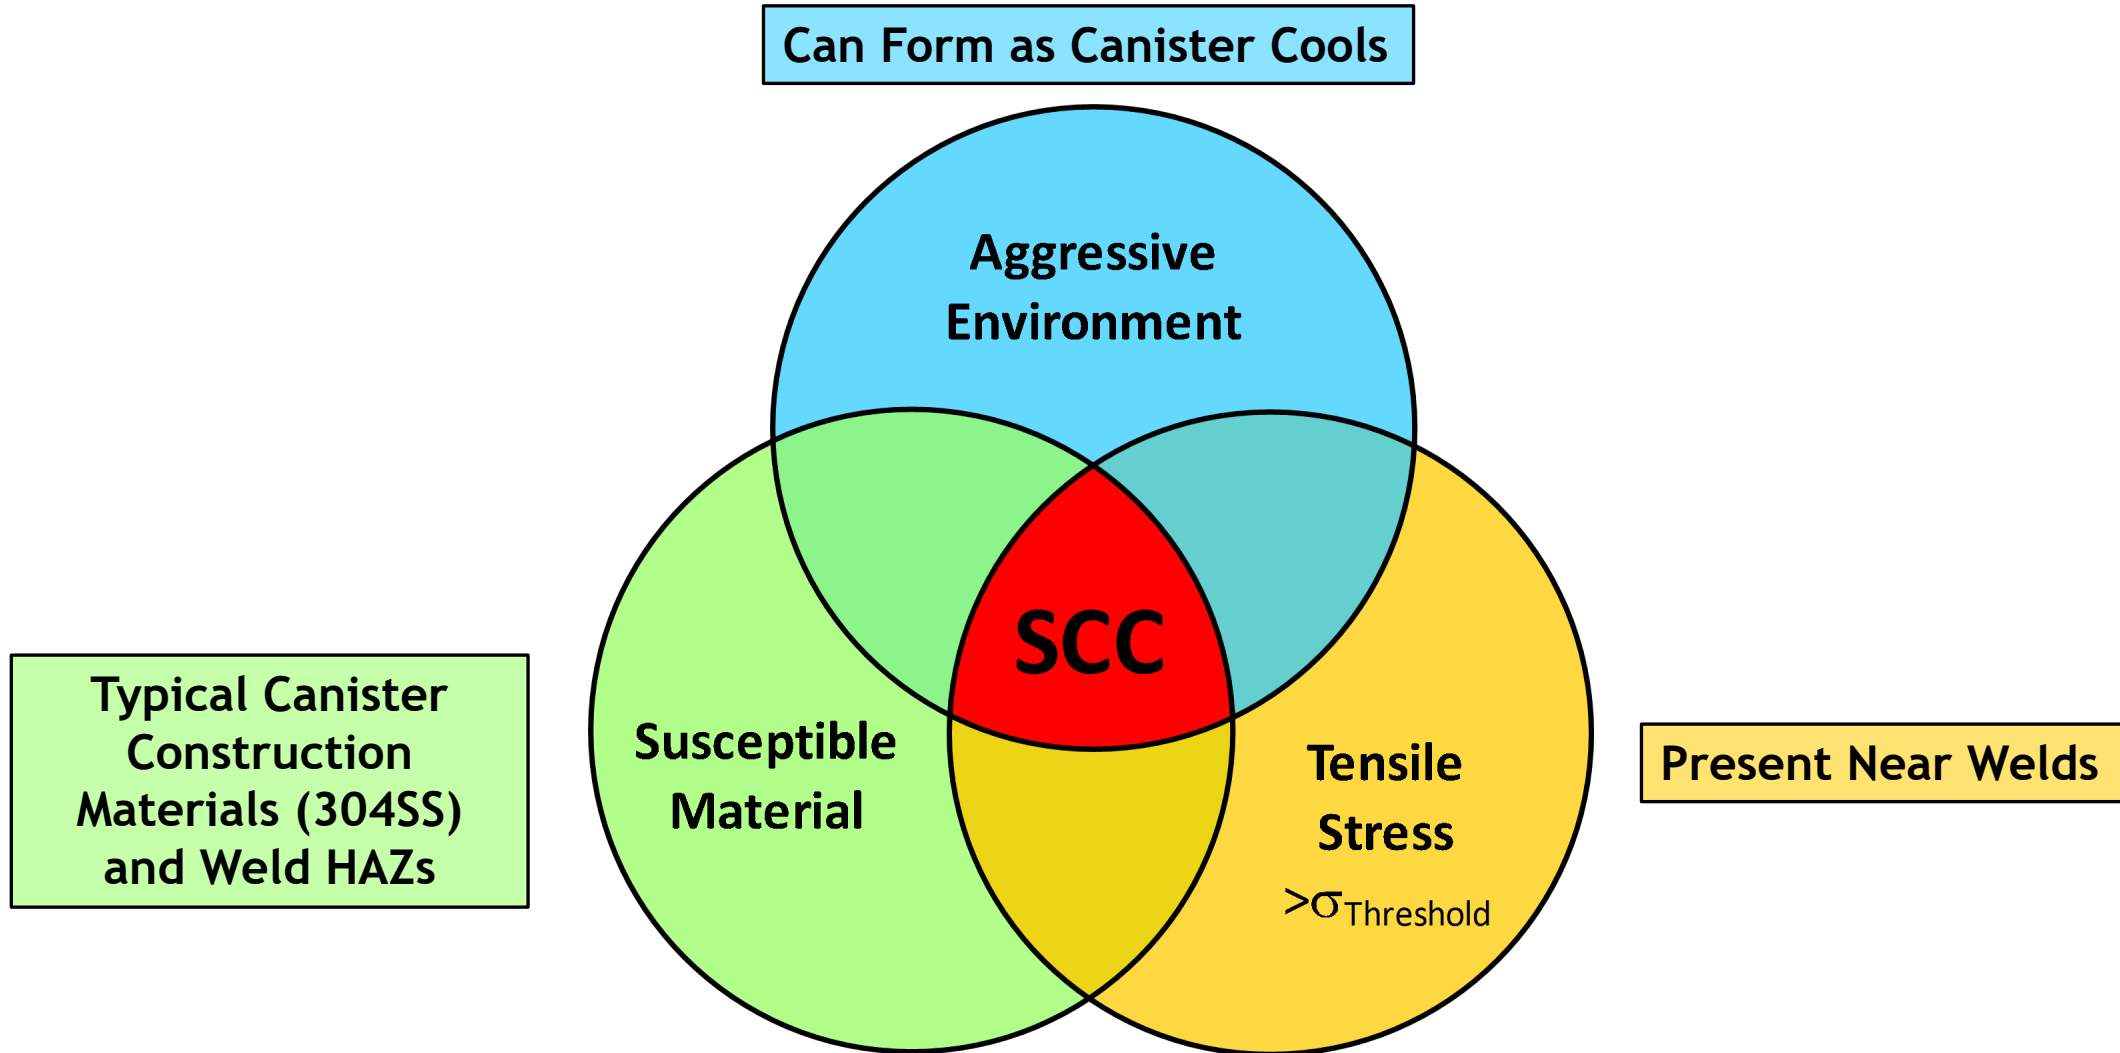 Can Form as Canister Cools
Aggressive
Environment
SCC
Typical Canister
Construction
Materials (304SS)
and Weld HAZs
Susceptible
Material
Tensile
Stress
>σThreshold
Present Near Welds